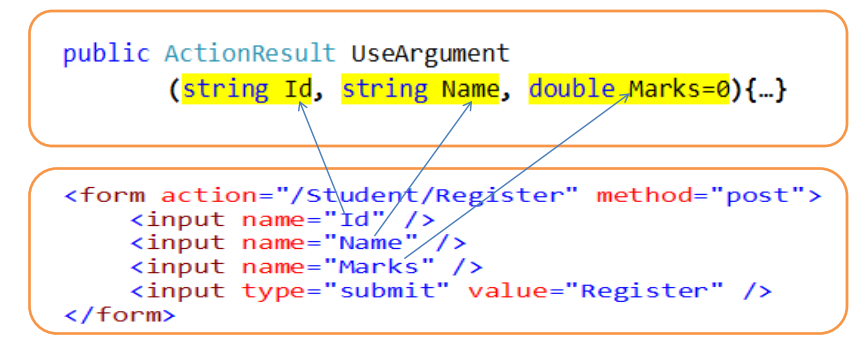 public ActionResult UseArgument
(string Id, string Name, double Marks=0){…}
<form action="/Student/Register" method="post">
<input name="Id" />
<input name="Name" />
<input name="Marks" />
<input type="submit" value="Register" />
</form>